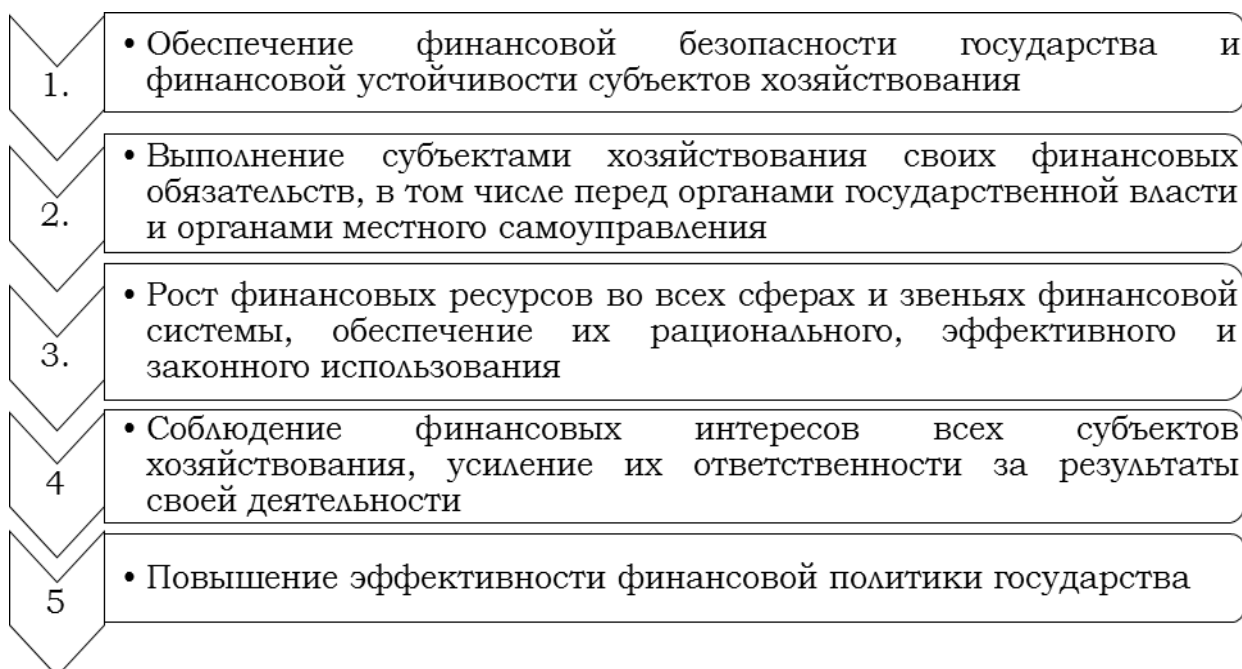 1.
• Обеспечение финансовой безопасности государства и
финансовой устойчивости субъектов хозяйствования
2.
• Выполнение субъектами хозяйствования своих финансовых
обязательств, в том числе перед органами государственной власти
и органами местного самоуправления
3.
• Рост финансовых ресурсов во всех сферах и звеньях финансовой
системы, обеспечение их рационального, эффективного и
законного использования
4
• Соблюдение финансовых интересов всех субъектов
хозяйствования, усиление их ответственности за результаты
своей деятельности
5
• Повышение эффективности финансовой политики государства